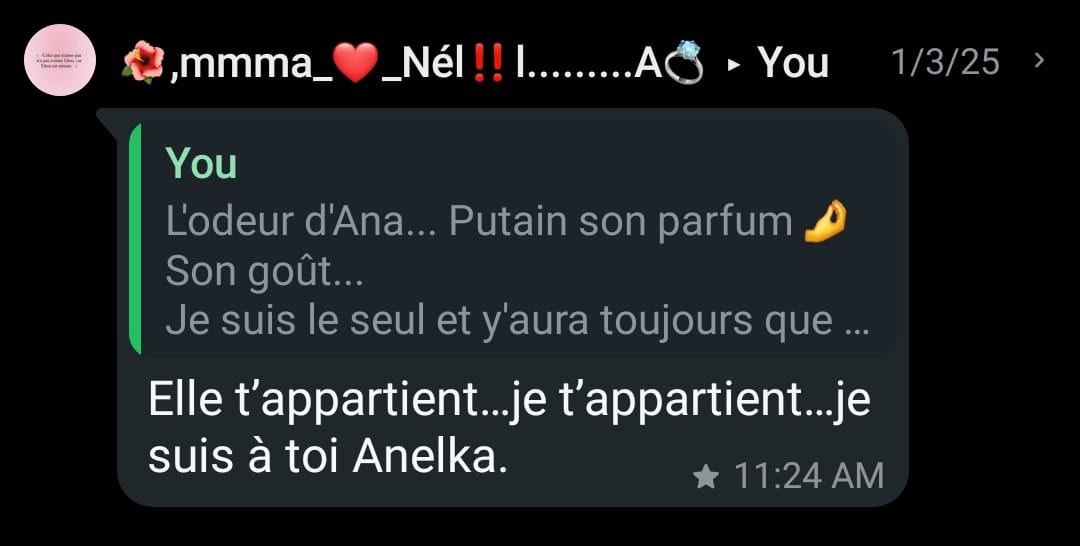 🌺,mmma_❤️_Nél‼️l.........A💍 ▸ You 1/3/25 ›
You
L'odeur d'Ana... Putain son parfum 🤌
Son goût...
Je suis le seul et y'aura toujours que ...
Elle t’appartient…je t’appartient…je
suis à toi Anelka.
★ 11:24 AM